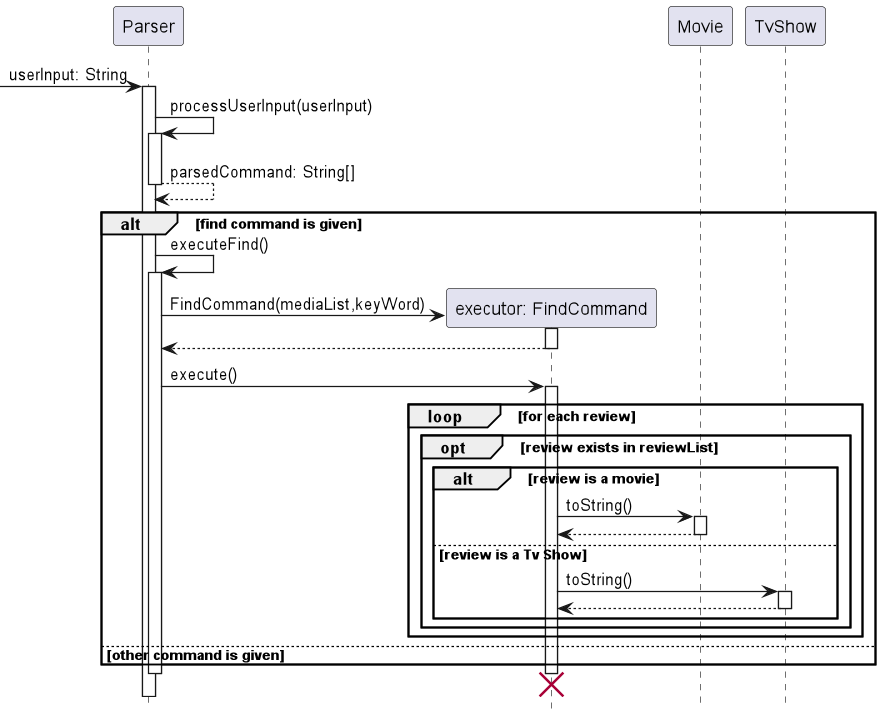 Parser
Movie
TvShow
userInput: String
processUserInput(userInput)
parsedCommand: String[]
alt
[find command is given]
executeFind()
FindCommand(mediaList,keyWord)
executor: FindCommand
execute()
loop
[for each review]
opt
[review exists in reviewList]
alt
[review is a movie]
toString()
[review is a Tv Show]
toString()
[other command is given]